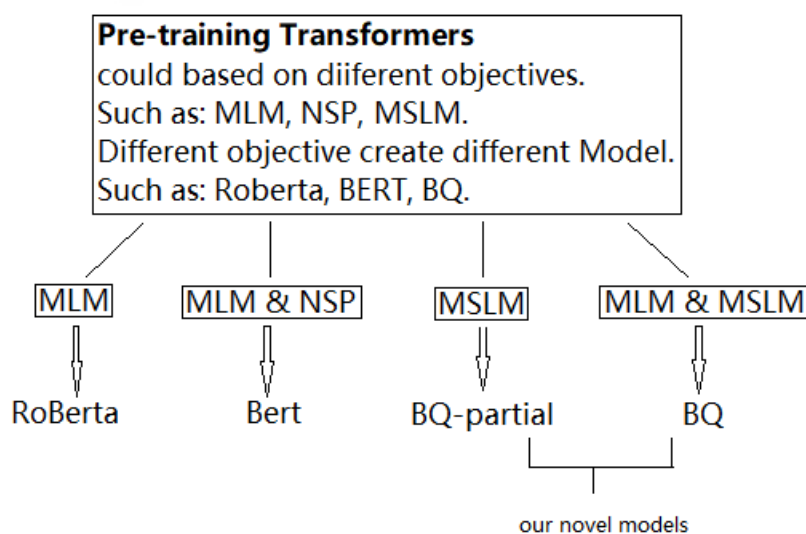 Pre-training Transformers
could based on diiferent objectives.
Such as: MLM, NSP, MSLM.
Different objective create different Model.
Such as: Roberta, BERT, BQ.
MLM
MLM & NSP
MSLM
MLM & MSLM
RoBerta
Bert
BQ-partial
BQ
our novel models